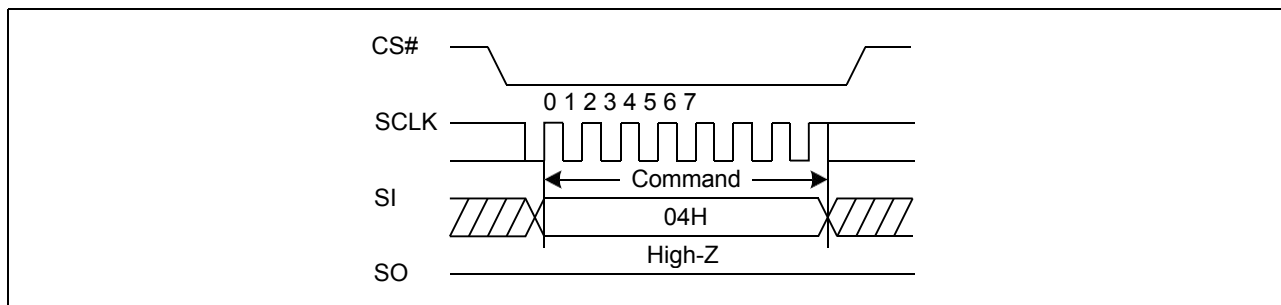 CS#
0 1 2 3 4 5 6 7
SCLK
Command
SI
04H
High-Z
SO